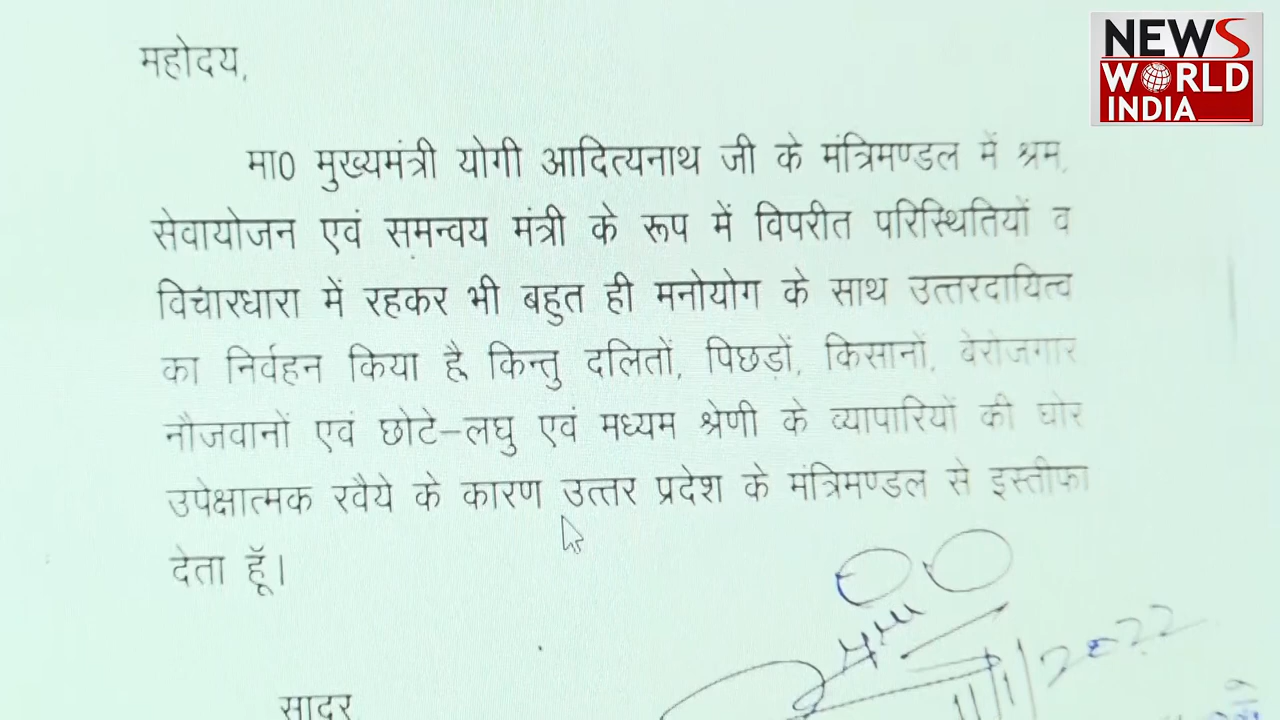 महोदय,
NEWS
WORLD
INDIA
मा0 मुख्यमंत्री योगी आदित्यनाथ जी के मंत्रिमण्डल में श्रम,
सेवायोजन एवं समन्वय मंत्री के रूप में विपरीत परिस्थितियों व
विचारधारा में रहकर भी बहुत ही मनोयोग के साथ उत्तरदायित्व
का निर्वहन किया है किन्तु दलितों, पिछड़ों, किसानों, बेरोजगार
नौजवानों एवं छोटे-लघु एवं मध्यम श्रेणी के व्यापारियों की घोर
उपेक्षात्मक रवैये के कारण उत्तर प्रदेश के मंत्रिमण्डल से इस्तीफा
देता हूॅं।
2022
सादर